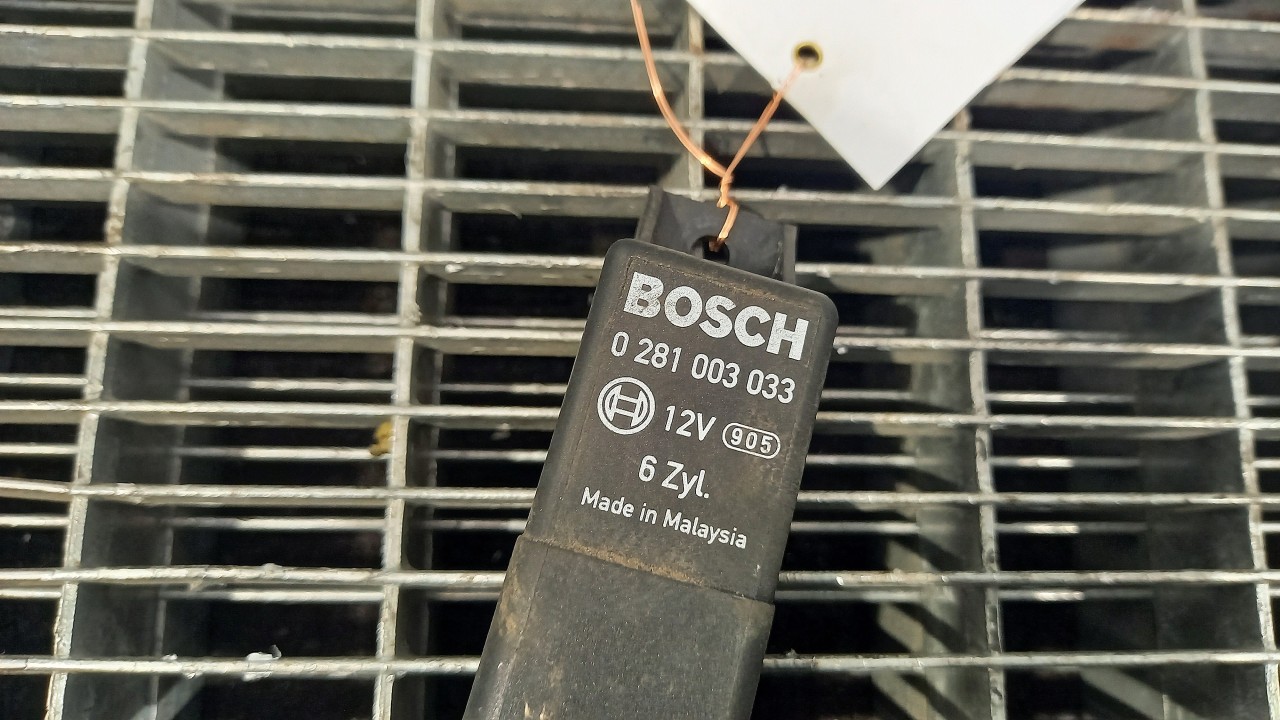 BOSCH
0 281 003 033
12V 905
6 Zyl.
Made in Malaysia